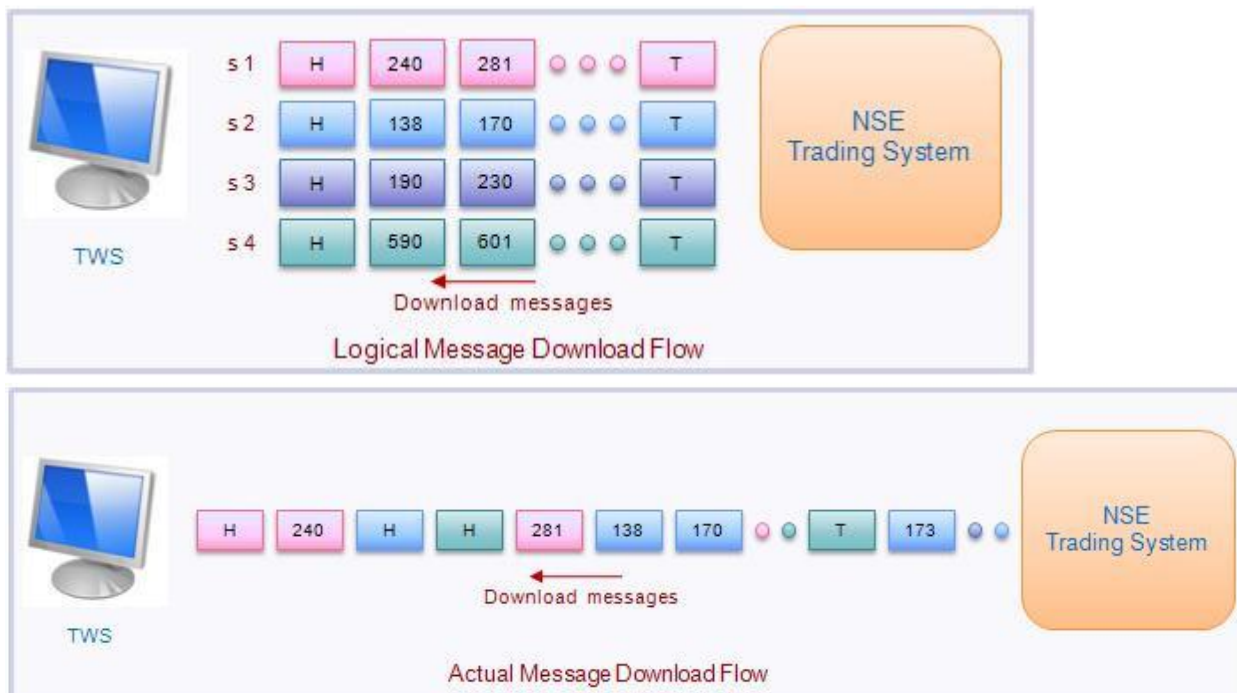 s 1 H 240 281 T
s 2 H 138 170 T
s 3 H 190 230 T
s 4 H 590 601 T
TWS
NSE
Trading System
Download messages
Logical Message Download Flow
H 240 H H 281 138 170 T 173
NSE
Trading System
Download messages
TWS
Actual Message Download Flow